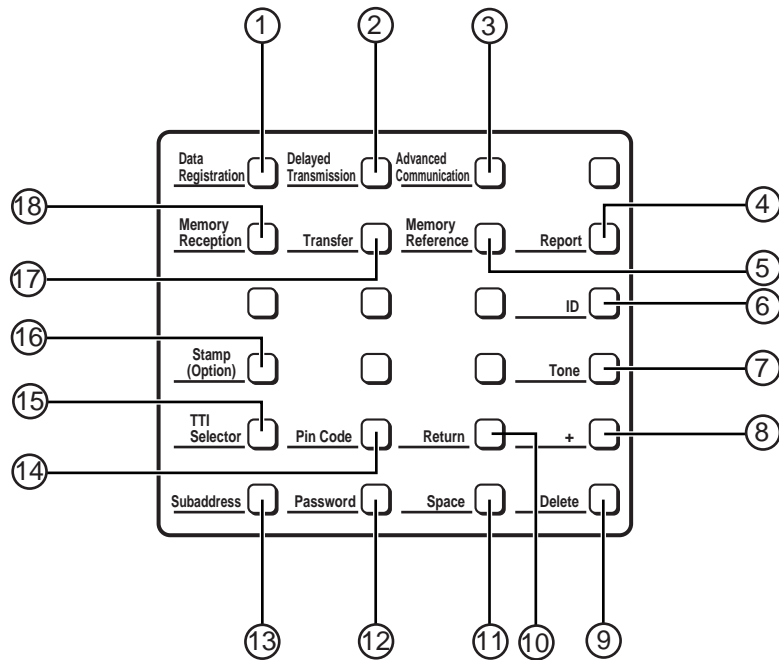 1 2 3
Data Registration
Delayed Transmission
Advanced Communication
18
4
Memory Reception
Transfer
Memory Reference
Report
17
5
ID
6
16
Stamp (Option)
Tone
7
15
TTI Selector
Pin Code
Return
+
8
14
Subaddress
Password
Space
Delete
13 12 11 10 9